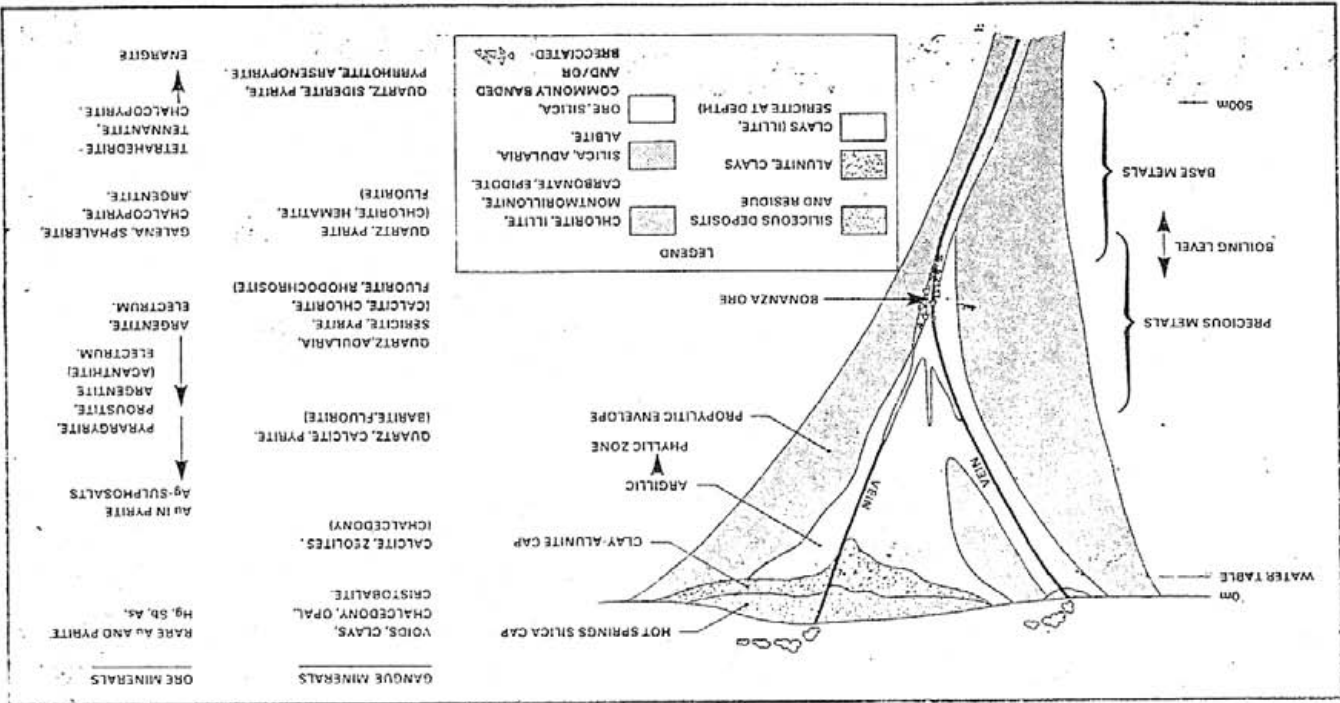 GANGUE MINERALS
ORE MINERALS
VOIDS, CLAYS,
CHALCEDONY, OPAL,
CRISTOBALITE.
RARE Au AND PYRITE
Hg, Sb, As.
CALCITE, ZEOLITES,
(CHALCEDONY)
Au IN PYRITE
Ag-SULPHOSALTS
QUARTZ, CALCITE, PYRITE
(BARITE, FLUORITE)
PYRARGYRITE,
PROUSTITE,
ARGENTITE
(ACANTHITE)
ELECTRUM.
QUARTZ, ADULARIA,
SERICITE, PYRITE.
(CALCITE, CHLORITE,
FLUORITE, RHODOCHROSITE)
ARGENTITE,
ELECTRUM.
QUARTZ, PYRITE
(CHLORITE, HEMATITE,
FLUORITE)
GALENA, SPHALERITE,
CHALCOPYRITE,
ARGENTITE.
QUARTZ, SIDERITE, PYRITE,
PYRRHOTITE, ARSENOPYRITE.
TETRAHEDRITE-
TENNANTITE,
CHALCOPYRITE.
ENARGITE
0m
WATER TABLE
HOT SPRINGS SILICA CAP
CLAY-ALUNITE CAP
ARGILLIC
PHYLLIC ZONE
PROPYLITIC ENVELOPE
BONANZA ORE
VEIN
VEIN
PRECIOUS METALS
BOILING LEVEL
BASE METALS
500m
LEGEND
SILICEOUS DEPOSITS
AND RESIDUE
ALUNITE, CLAYS
CLAYS (ILLITE,
SERICITE AT DEPTH)
CHLORITE, ILLITE,
MONTMORILLONITE,
CARBONATE, EPIDOTE.
SILICA, ADULARIA,
ALBITE.
ORE, SILICA,
COMMONLY BANDED
AND/OR
BRECCIATED-